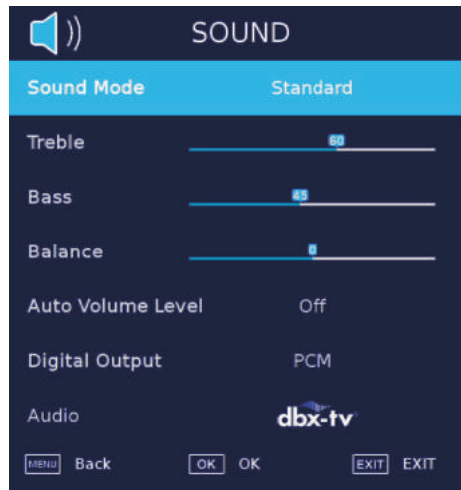 SOUND
Sound Mode Standard
Treble 60
Bass 45
Balance 0
Auto Volume Level Off
Digital Output PCM
Audio dbx-tv
MENU Back OK OK EXIT EXIT